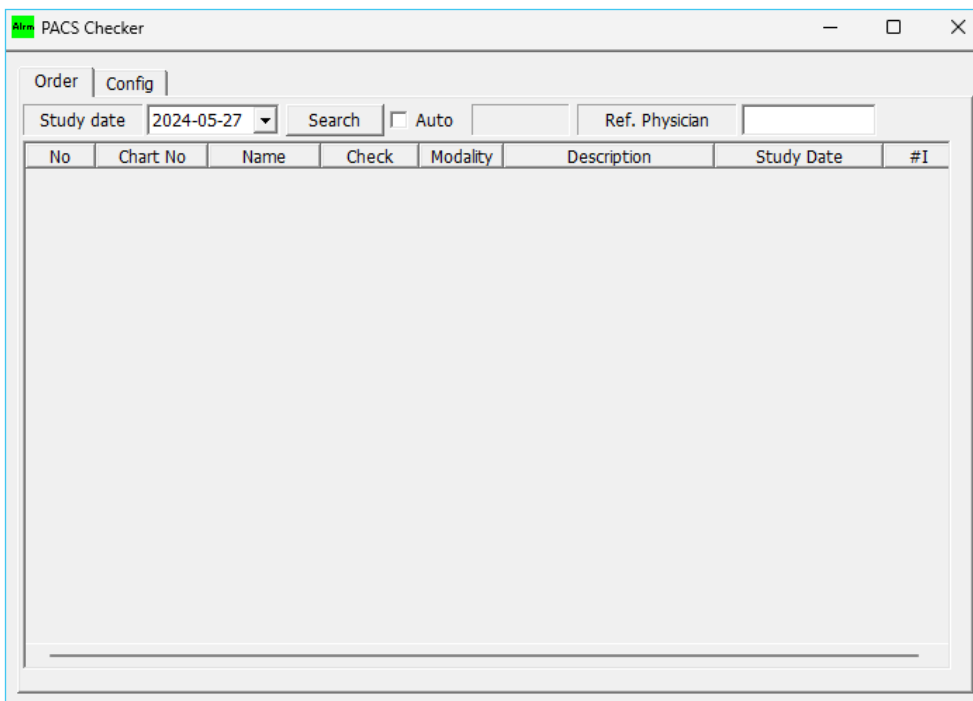 Alrm PACS Checker
Order Config
Study date 2024-05-27 Search Auto Ref. Physician
No Chart No Name Check Modality Description Study Date #I